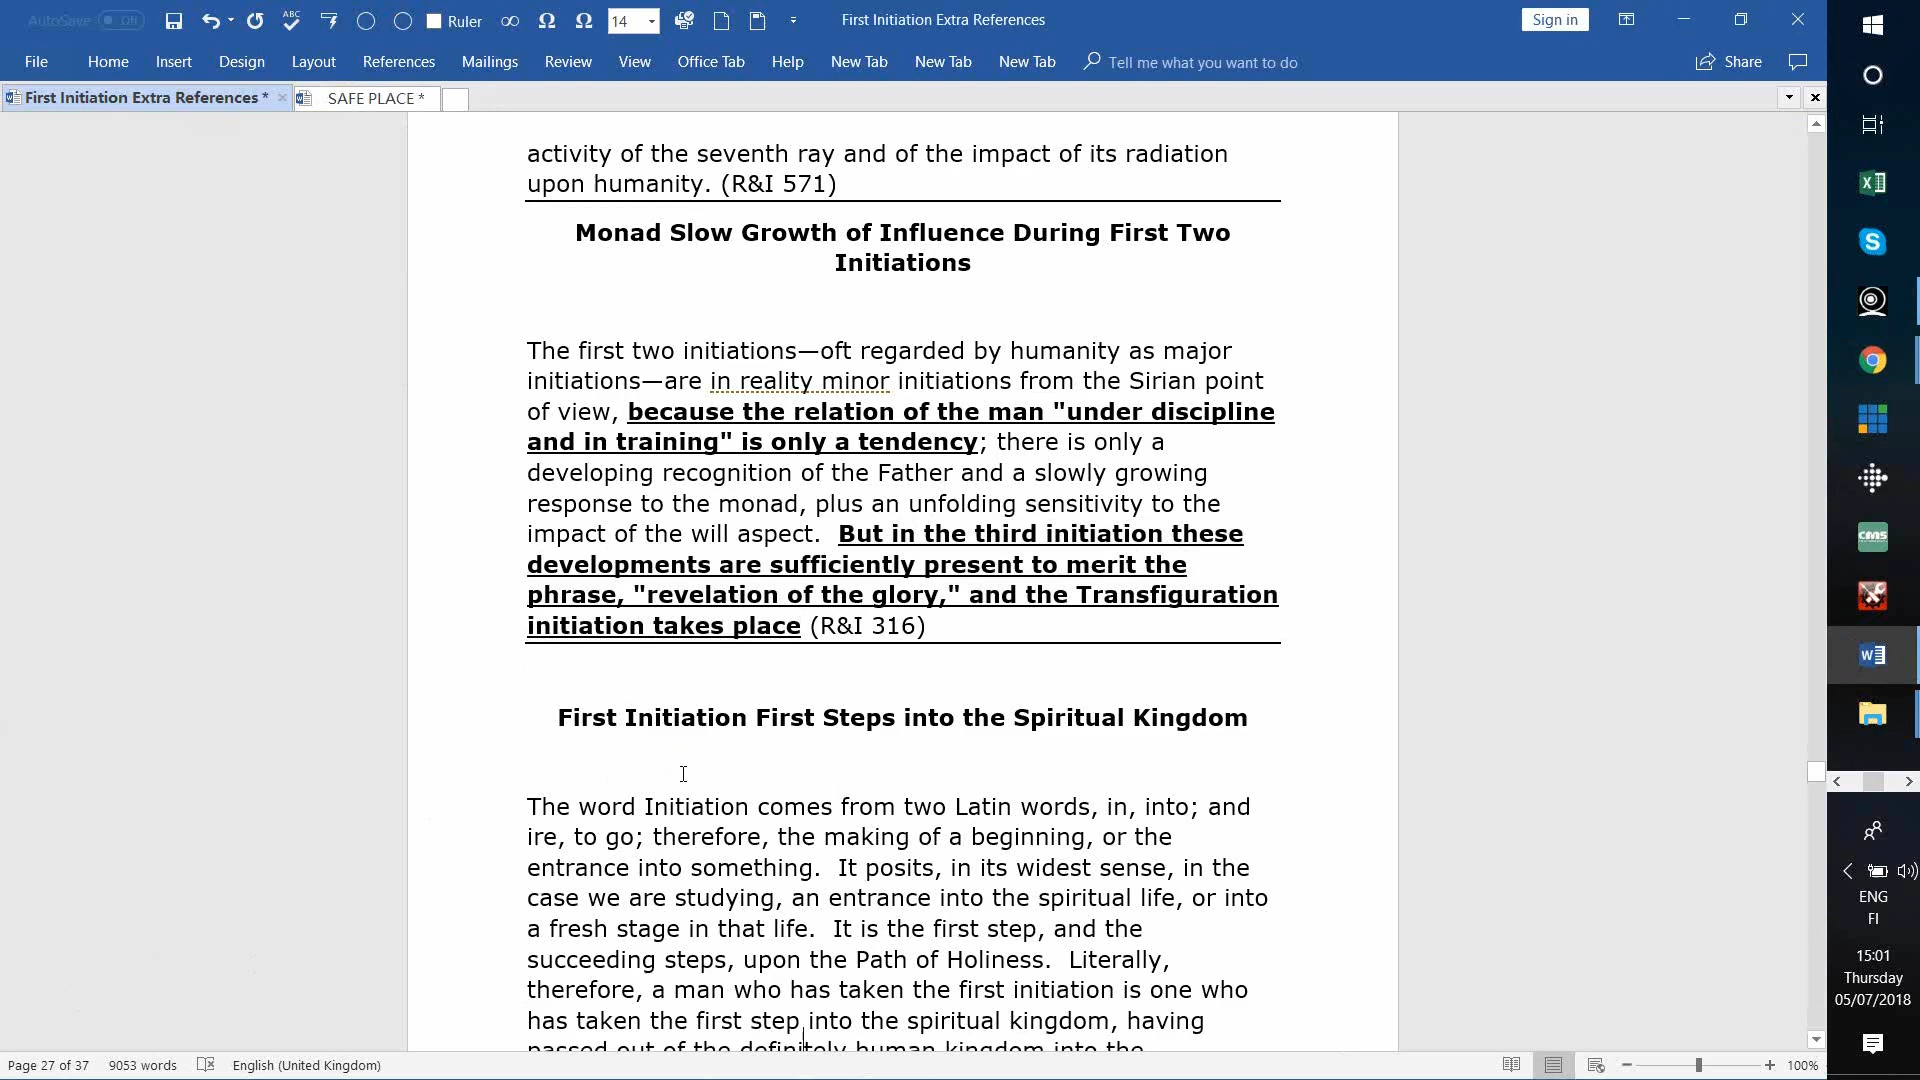 AutoSave Off
ABC
Ruler
14
First Initiation Extra References
Sign in
File Home Insert Design Layout References Mailings Review View Office Tab Help New Tab New Tab New Tab Tell me what you want to do Share
First Initiation Extra References * SAFE PLACE *
activity of the seventh ray and of the impact of its radiation
upon humanity. (R&I 571)
Monad Slow Growth of Influence During First Two
Initiations
The first two initiations—oft regarded by humanity as major
initiations—are in reality minor initiations from the Sirian point
of view, because the relation of the man "under discipline
and in training" is only a tendency; there is only a
developing recognition of the Father and a slowly growing
response to the monad, plus an unfolding sensitivity to the
impact of the will aspect. But in the third initiation these
developments are sufficiently present to merit the
phrase, "revelation of the glory," and the Transfiguration
initiation takes place (R&I 316)
First Initiation First Steps into the Spiritual Kingdom
The word Initiation comes from two Latin words, in, into; and
ire, to go; therefore, the making of a beginning, or the
entrance into something. It posits, in its widest sense, in the
case we are studying, an entrance into the spiritual life, or into
a fresh stage in that life. It is the first step, and the
succeeding steps, upon the Path of Holiness. Literally,
therefore, a man who has taken the first initiation is one who
has taken the first step into the spiritual kingdom, having
passed out of the definitely human kingdom into the
Page 27 of 37 9053 words English (United Kingdom) 100%
CMS
ENG
FI
15:01
Thursday
05/07/2018